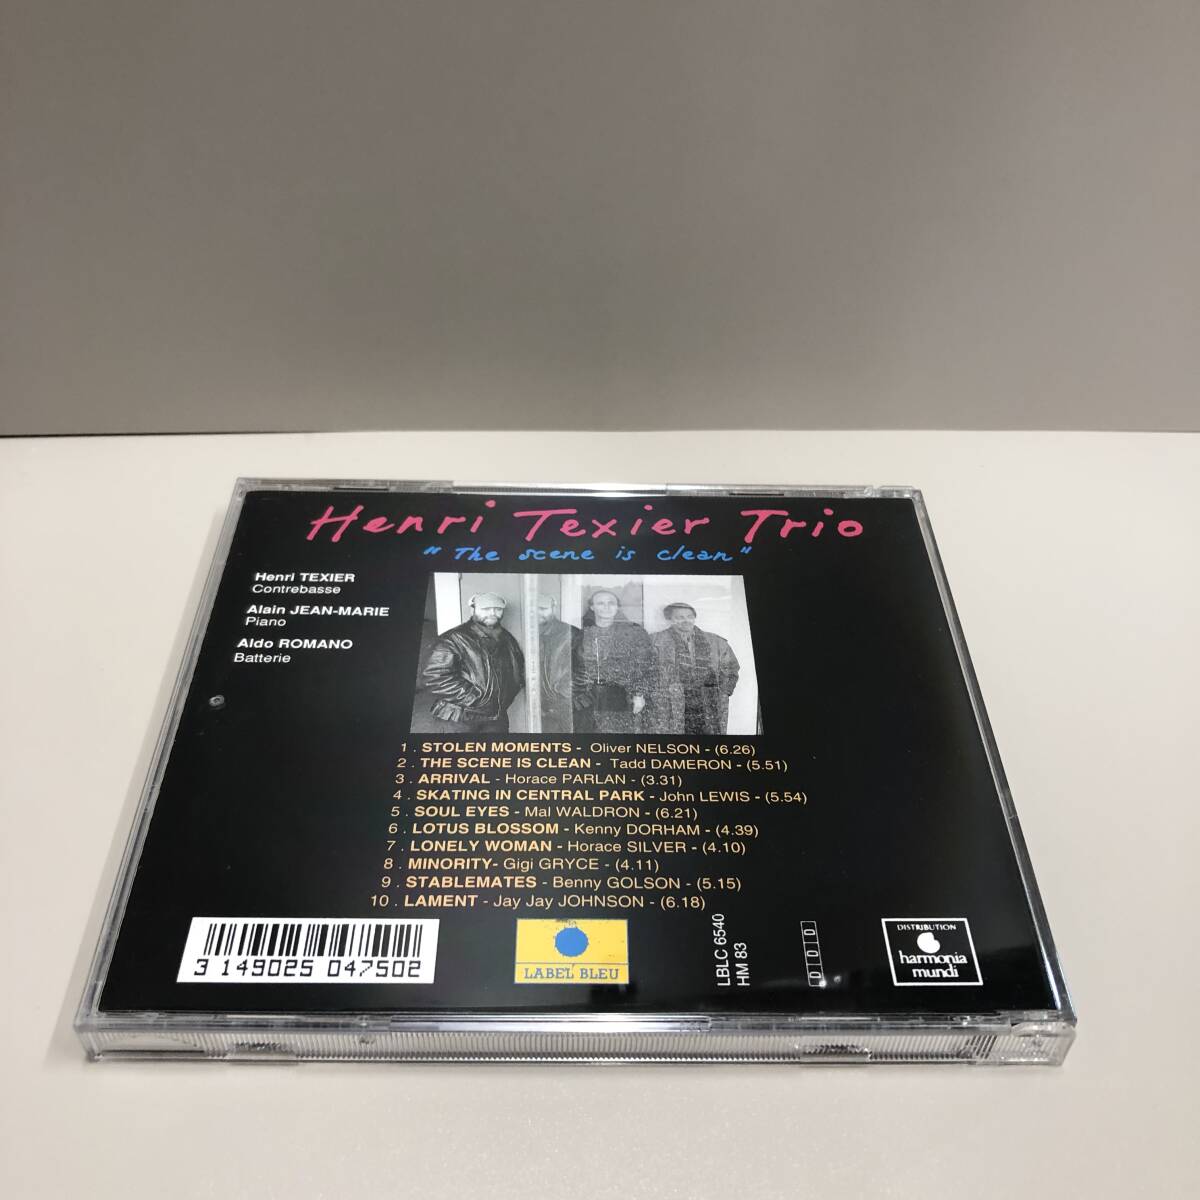 Henri Texier Trio
"The scene is clean"
Henri TEXIER
Contrebasse
Alain JEAN-MARIE
Piano
Aldo ROMANO
Batterie
1 . STOLEN MOMENTS - Oliver NELSON - (6.26)
2 . THE SCENE IS CLEAN - Tadd DAMERON - (5.51)
3 . ARRIVAL - Horace PARLAN - (3.31)
4 . SKATING IN CENTRAL PARK - John LEWIS - (5.54)
5 . SOUL EYES - Mal WALDRON - (6.21)
6 . LOTUS BLOSSOM - Kenny DORHAM - (4.39)
7 . LONELY WOMAN - Horace SILVER - (4.10)
8 . MINORITY- Gigi GRYCE - (4.11)
9 . STABLEMATES - Benny GOLSON - (5.15)
10 . LAMENT - Jay Jay JOHNSON - (6.18)
3 149025 047502
LABEL BLEU
LBLC 6540
HM 83
DDD
DISTRIBUTION
harmonia
mundi